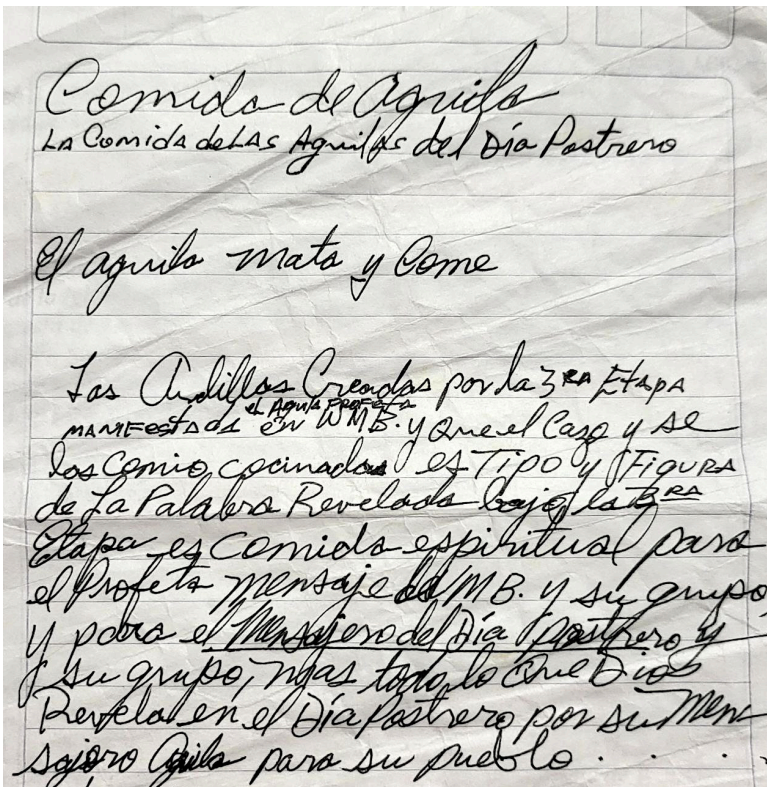 Comida de Aguila
LA Comida de LAS Aguilas del Día Postrero
El aguila mata y Come
Las Ardillas Creadas por la 3RA Etapa
el Aguila PROFETA
MANIFESTADA en WMB. y que el Cazo y se
las Comio, cocinadas es Tipo y FiguRA
de La Palabra Revelada bajo la 3RA
Etapa es Comida espiritual para
el Profeta mensaje WMB. y su grupo,
y para el Mensajero del Día postrero y
y su grupo, mas todo lo que Dios
Revela en el Día Postrero por su Men
sajero Aguila para su pueblo . . . .